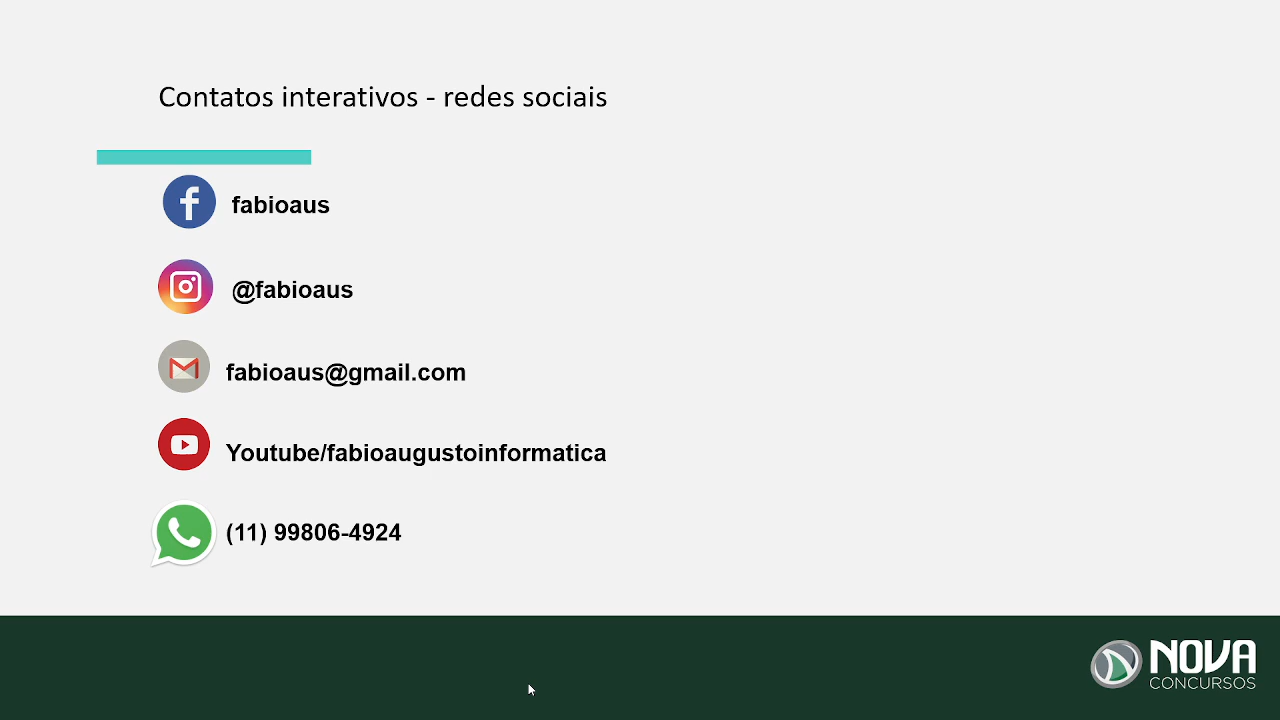 Contatos interativos - redes sociais
fabioaus
@fabioaus
fabioaus@gmail.com
Youtube/fabioaugustoinformatica
(11) 99806-4924
NOVA
CONCURSOS